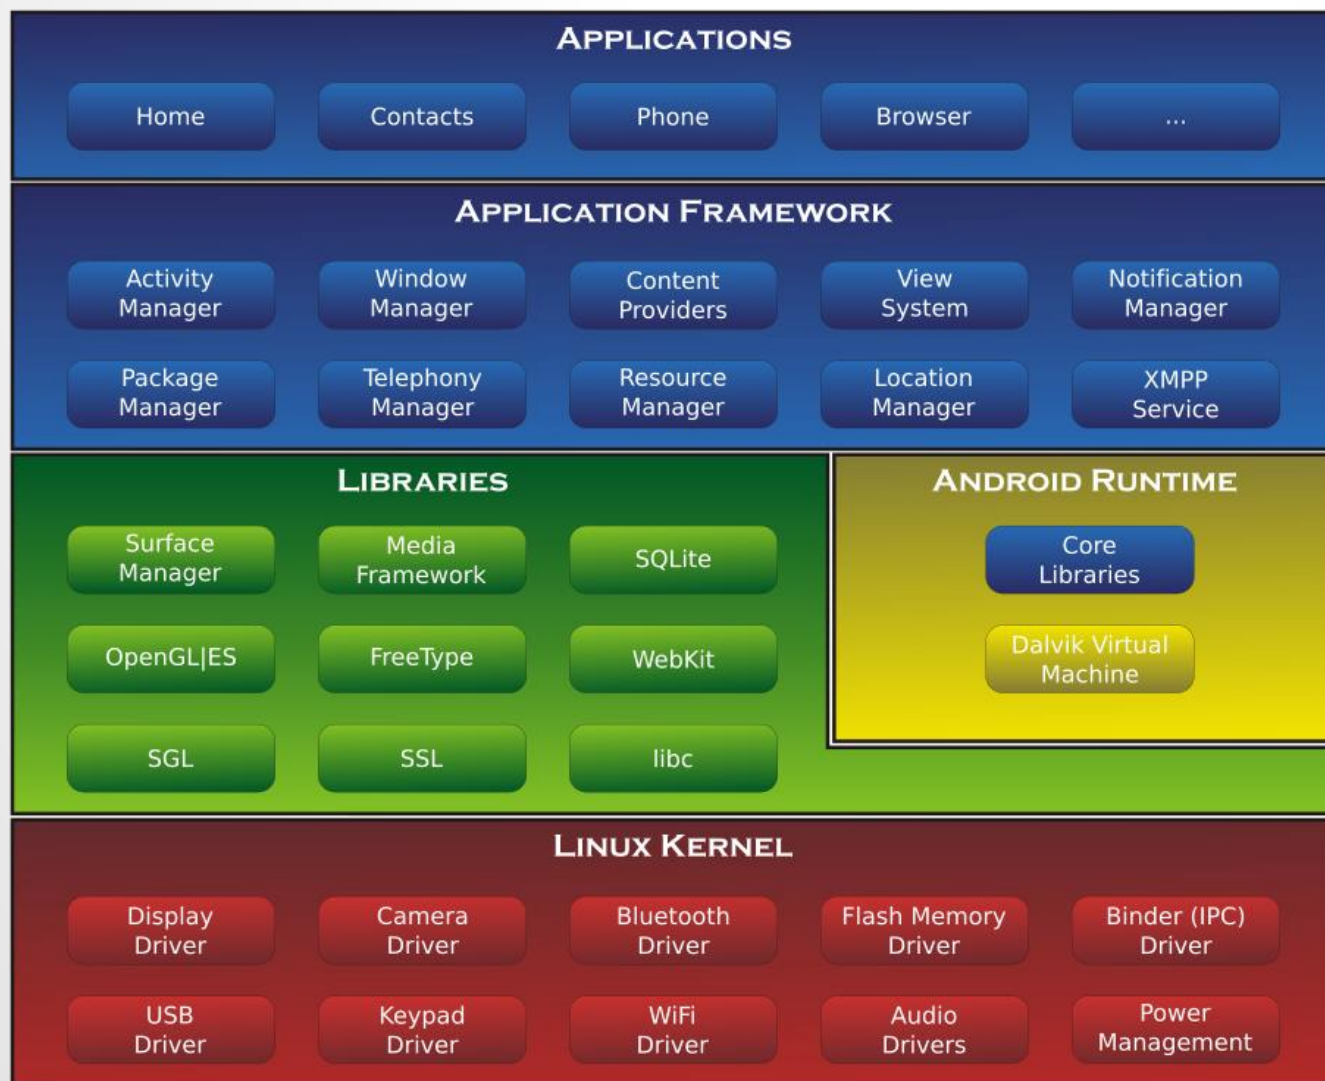 APPLICATIONS
Home
Contacts
Phone
Browser
...
APPLICATION FRAMEWORK
Activity
Manager
Window
Manager
Content
Providers
View
System
Notification
Manager
Package
Manager
Telephony
Manager
Resource
Manager
Location
Manager
XMPP
Service
LIBRARIES
Surface
Manager
Media
Framework
SQLite
OpenGL|ES
FreeType
WebKit
SGL
SSL
libc
ANDROID RUNTIME
Core
Libraries
Dalvik Virtual
Machine
LINUX KERNEL
Display
Driver
Camera
Driver
Bluetooth
Driver
Flash Memory
Driver
Binder (IPC)
Driver
USB
Driver
Keypad
Driver
WiFi
Driver
Audio
Drivers
Power
Management